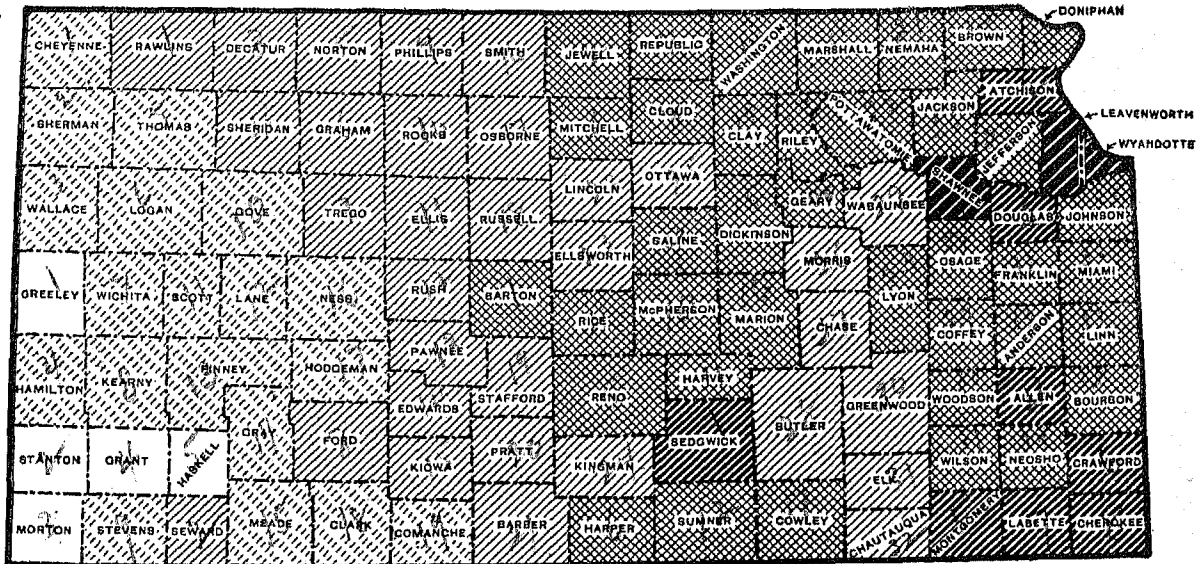 DONIPHAN
CHEYENNE RAWLINS DECATUR NORTON PHILLIPS SMITH JEWELL REPUBLIC WASHINGTON MARSHALL NEMAHA BROWN
ATCHISON
SHERMAN THOMAS SHERIDAN GRAHAM ROOKS OSBORNE MITCHELL CLOUD CLAY RILEY POTTAWATOMIE JACKSON JEFFERSON LEAVENWORTH
WYANDOTTE
LINCOLN OTTAWA SHAWNEE
WALLACE LOGAN GOVE TREGO ELLIS RUSSELL GEARY WABAUNSEE DOUGLAS JOHNSON
ELLSWORTH SALINE DICKINSON MORRIS OSAGE FRANKLIN MIAMI
GREELEY WICHITA SCOTT LANE NESS RUSH BARTON RICE McPHERSON MARION LYON
CHASE COFFEY ANDERSON LINN
HAMILTON KEARNY FINNEY HODGEMAN PAWNEE
EDWARDS STAFFORD RENO HARVEY GREENWOOD WOODSON ALLEN BOURBON
STANTON GRANT HASKELL GRAY FORD KIOWA PRATT KINGMAN SEDGWICK BUTLER WILSON NEOSHO CRAWFORD
ELK
MORTON STEVENS SEWARD MEADE CLARK COMANCHE BARBER HARPER SUMNER COWLEY CHAUTAUQUA MONTGOMERY LABETTE CHEROKEE